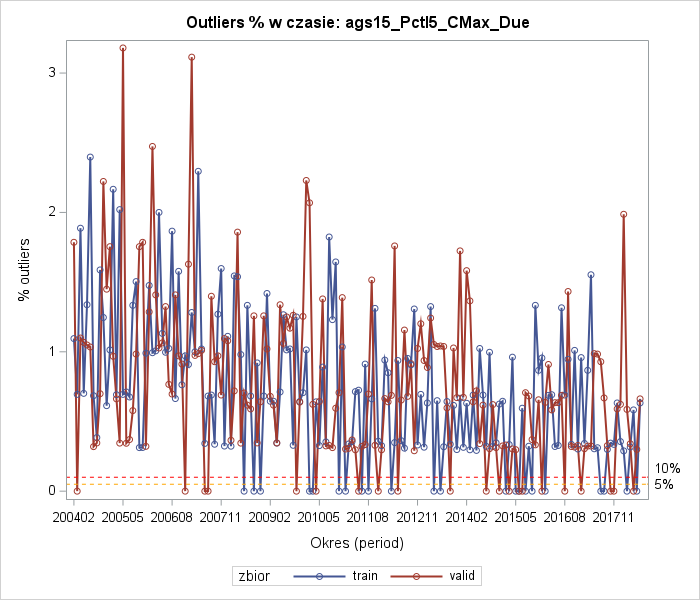 Outliers % w czasie: ags15_Pctl5_CMax_Due
% outliers
3
2
1
0
10%
5%
200402 200505 200608 200711 200902 201005 201108 201211 201402 201505 201608 201711
Okres (period)
zbior train valid